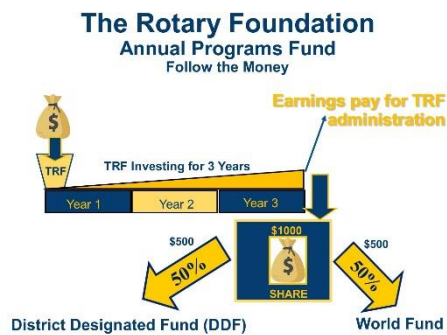 The Rotary Foundation
Annual Programs Fund
Follow the Money
Earnings pay for TRF
administration
$
TRF
TRF Investing for 3 Years
Year 1
Year 2
Year 3
$1000
$
SHARE
$500
50%
$500
50%
District Designated Fund (DDF)
World Fund